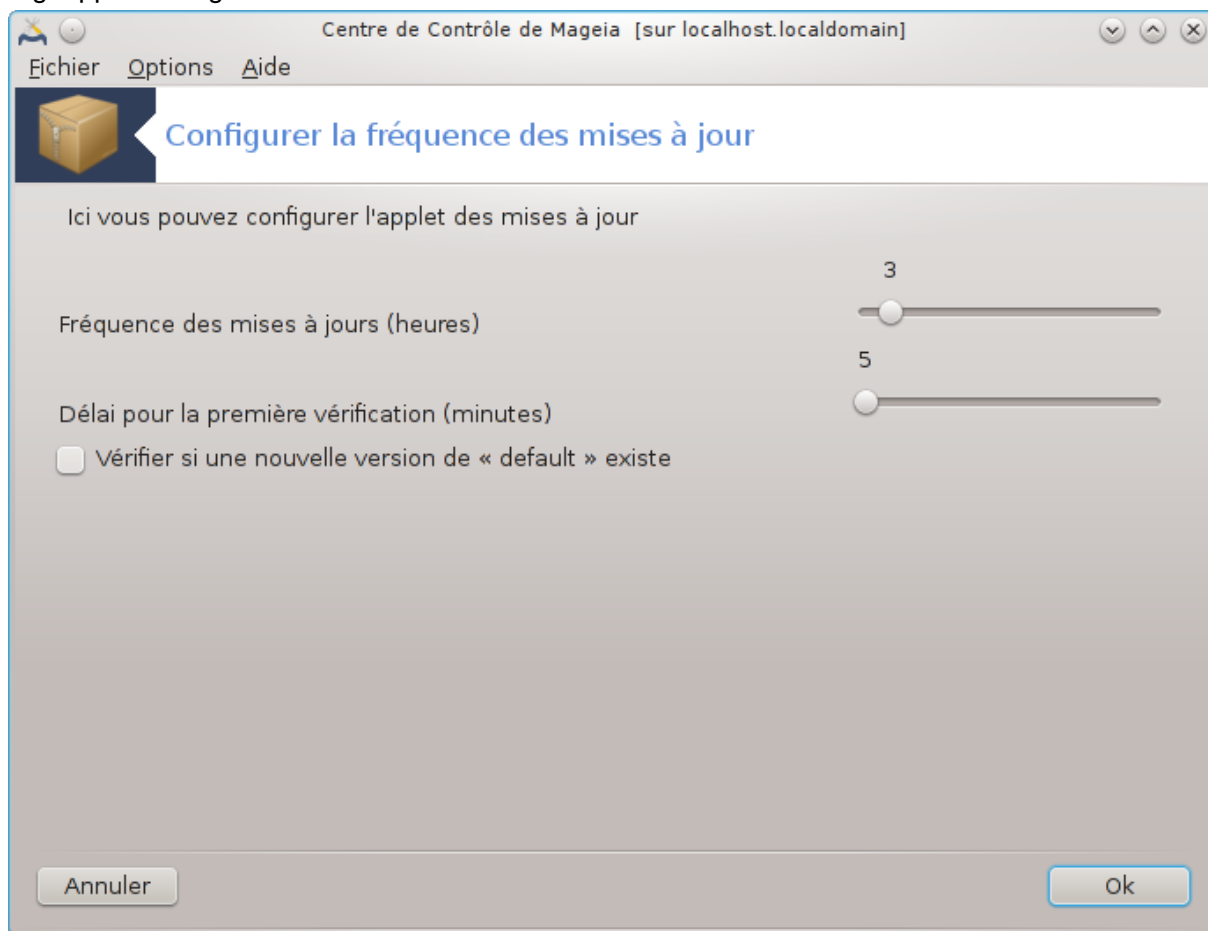 Centre de Contrôle de Mageia [sur localhost.localdomain]
Fichier Options Aide
Configurer la fréquence des mises à jour
Ici vous pouvez configurer l'applet des mises à jour
3
Fréquence des mises à jours (heures)
5
Délai pour la première vérification (minutes)
Vérifier si une nouvelle version de « default » existe
Annuler Ok